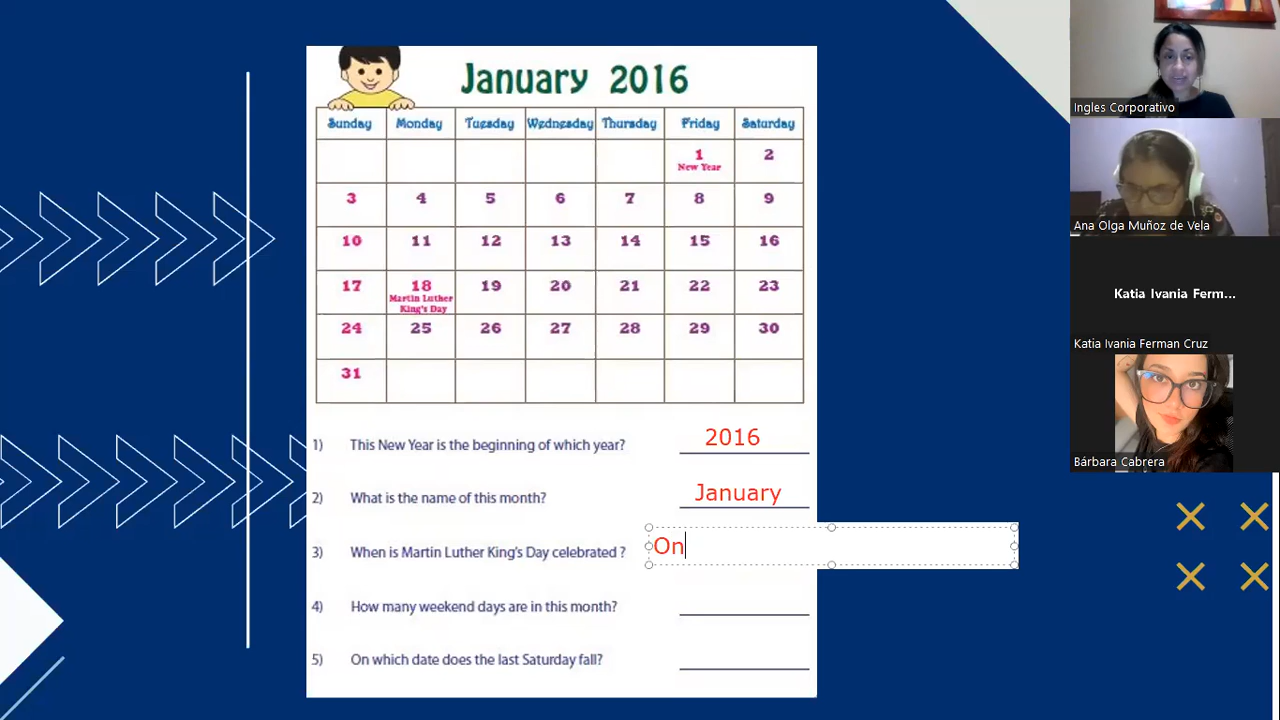 January 2016
Sunday Monday Tuesday Wednesday Thursday Friday Saturday
1 2
New Year
3 4 5 6 7 8 9
10 11 12 13 14 15 16
17 18 19 20 21 22 23
Martin Luther
King's Day
24 25 26 27 28 29 30
31
1) This New Year is the beginning of which year? 2016
2) What is the name of this month? January
3) When is Martin Luther King's Day celebrated ? On
4) How many weekend days are in this month?
5) On which date does the last Saturday fall?
Ingles Corporativo
Ana Olga Muñoz de Vela
Katia Ivania Ferm...
Katia Ivania Ferman Cruz
Bárbara Cabrera